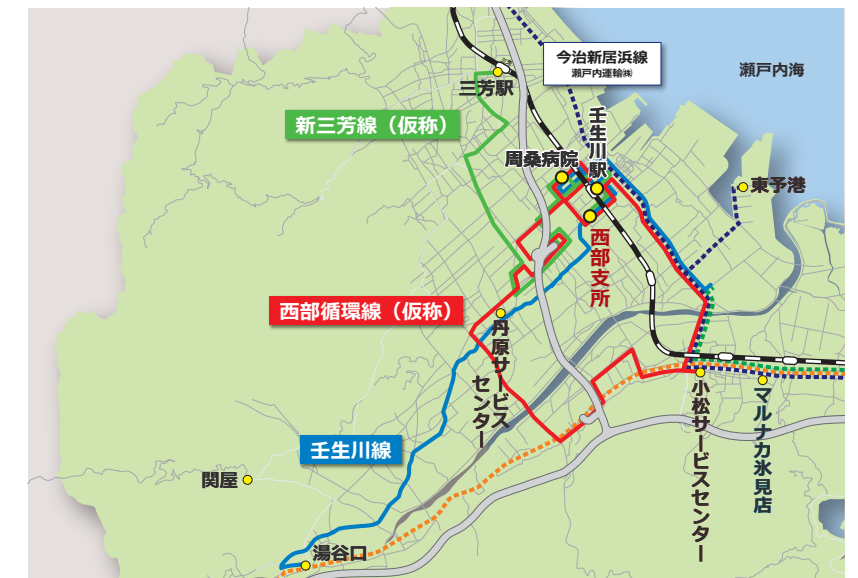 今治新居浜線
瀬戸内運輸㈱
瀬戸内海
三芳駅
新三芳線（仮称）
壬生川駅
周桑病院
東予港
西部支所
西部循環線（仮称）
丹原サービス
センター
小松サービスセンター
マルナカ氷見店
壬生川線
関屋
湯谷口